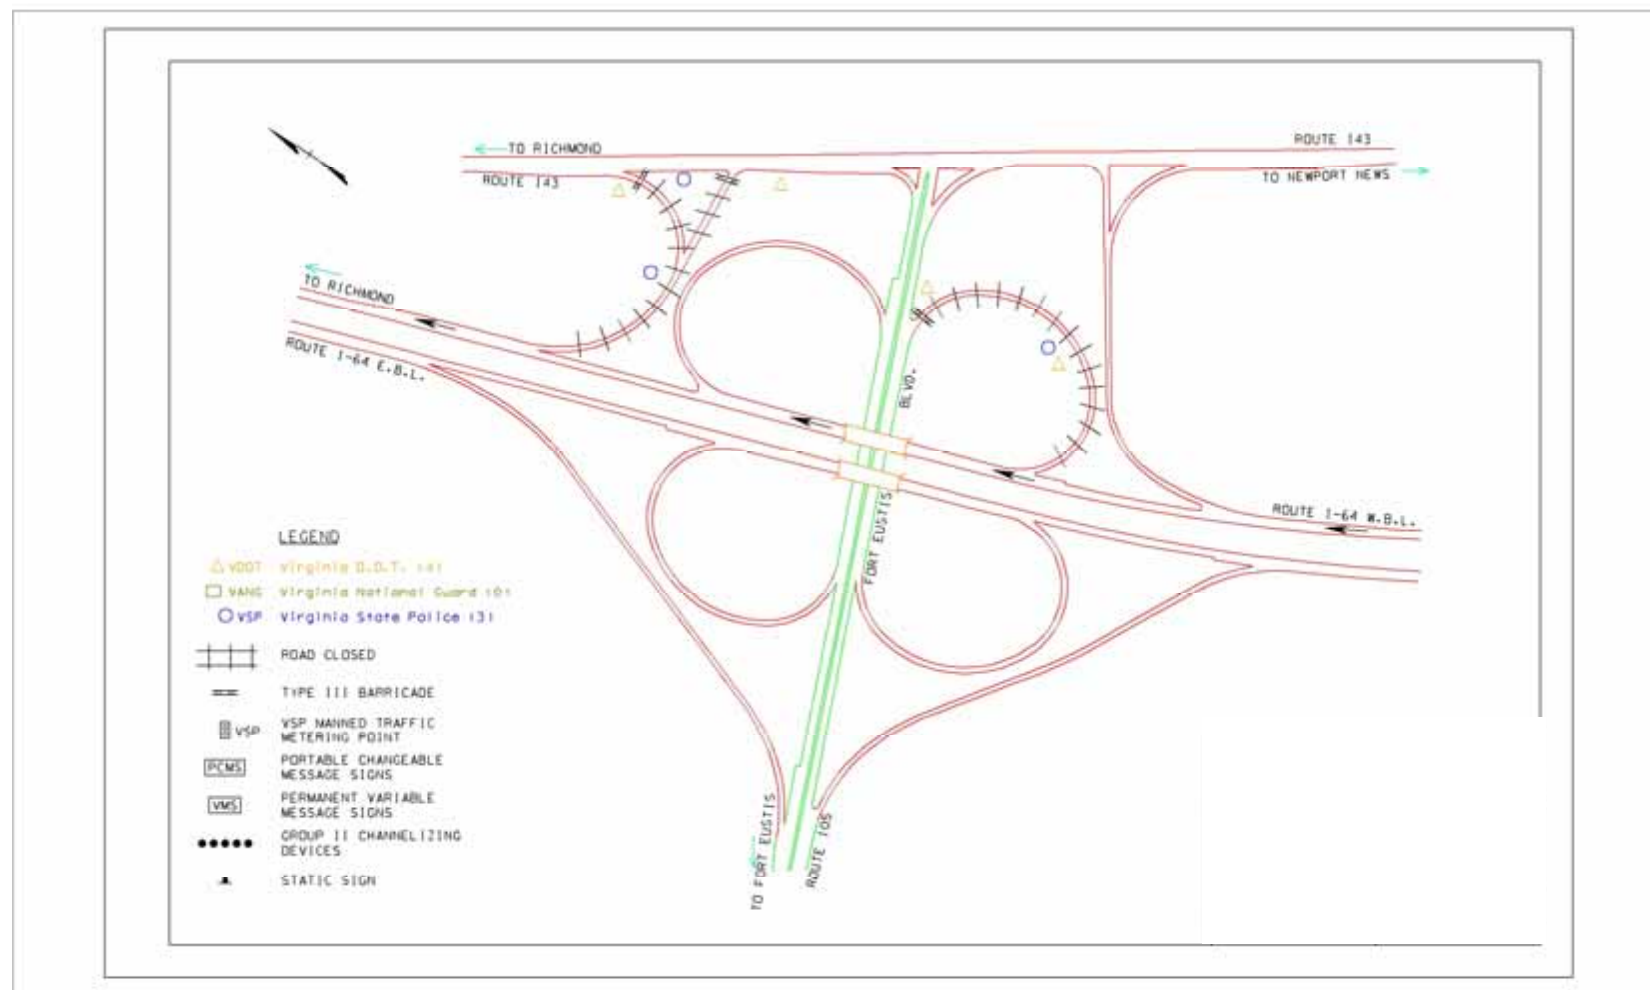 TO RICHMOND
ROUTE 143
ROUTE 143
TO NEWPORT NEWS
TO RICHMOND
ROUTE I-64 E.B.L.
BLVD.
FORT EUSTIS
ROUTE I-64 W.B.L.
LEGEND
VDOT Virginia D.O.T. (4)
VANG Virginia National Guard (0)
VSP Virginia State Police (3)
ROAD CLOSED
TYPE III BARRICADE
VSP VSP MANNED TRAFFIC
METERING POINT
PCMS PORTABLE CHANGEABLE
MESSAGE SIGNS
VMS PERMANENT VARIABLE
MESSAGE SIGNS
GROUP II CHANNELIZING
DEVICES
STATIC SIGN
TO FORT EUSTIS
ROUTE 105